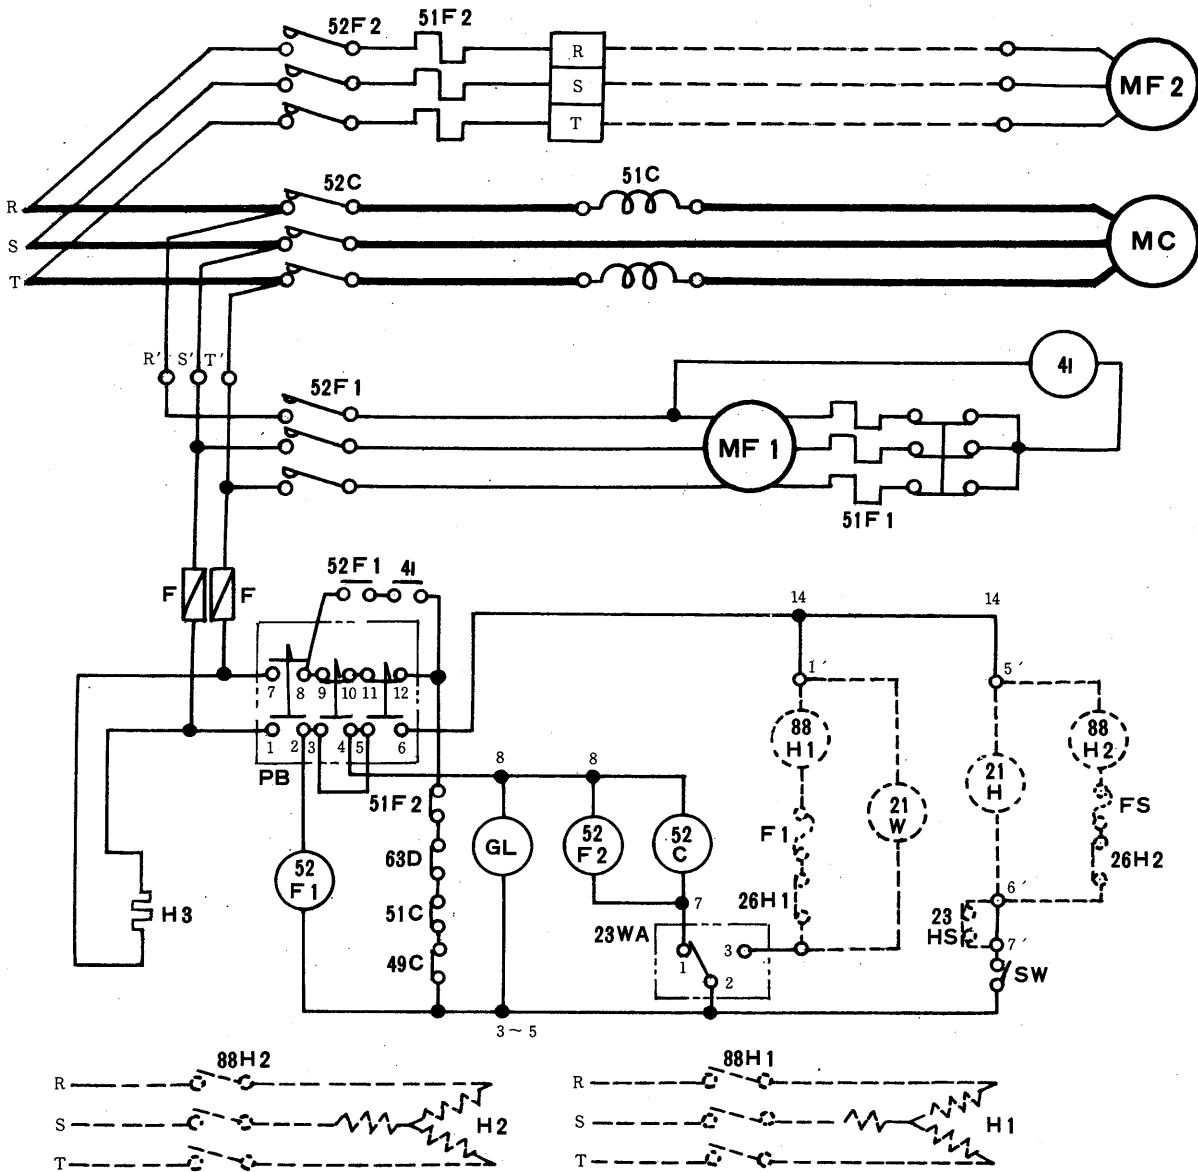 52F2
51F2
R
S
T
MF2
52C
51C
R
S
T
MC
R' S' T'
52F1
4I
MF1
51F1
F F
52F1 4I
14 14
7 8 9 10 11 12
1 2 3 4 5 6
PB
1'
5'
88
H1
88
H2
21
H
21
W
8 8
51F2
GL
52
F2
52
C
F1
FS
63D
52
F1
26H1
26H2
H3
51C
7
6'
23WA
23
HS
7'
49C
1
3
2
SW
3~5
88H2
R
S
T
H2
88H1
R
S
T
H1